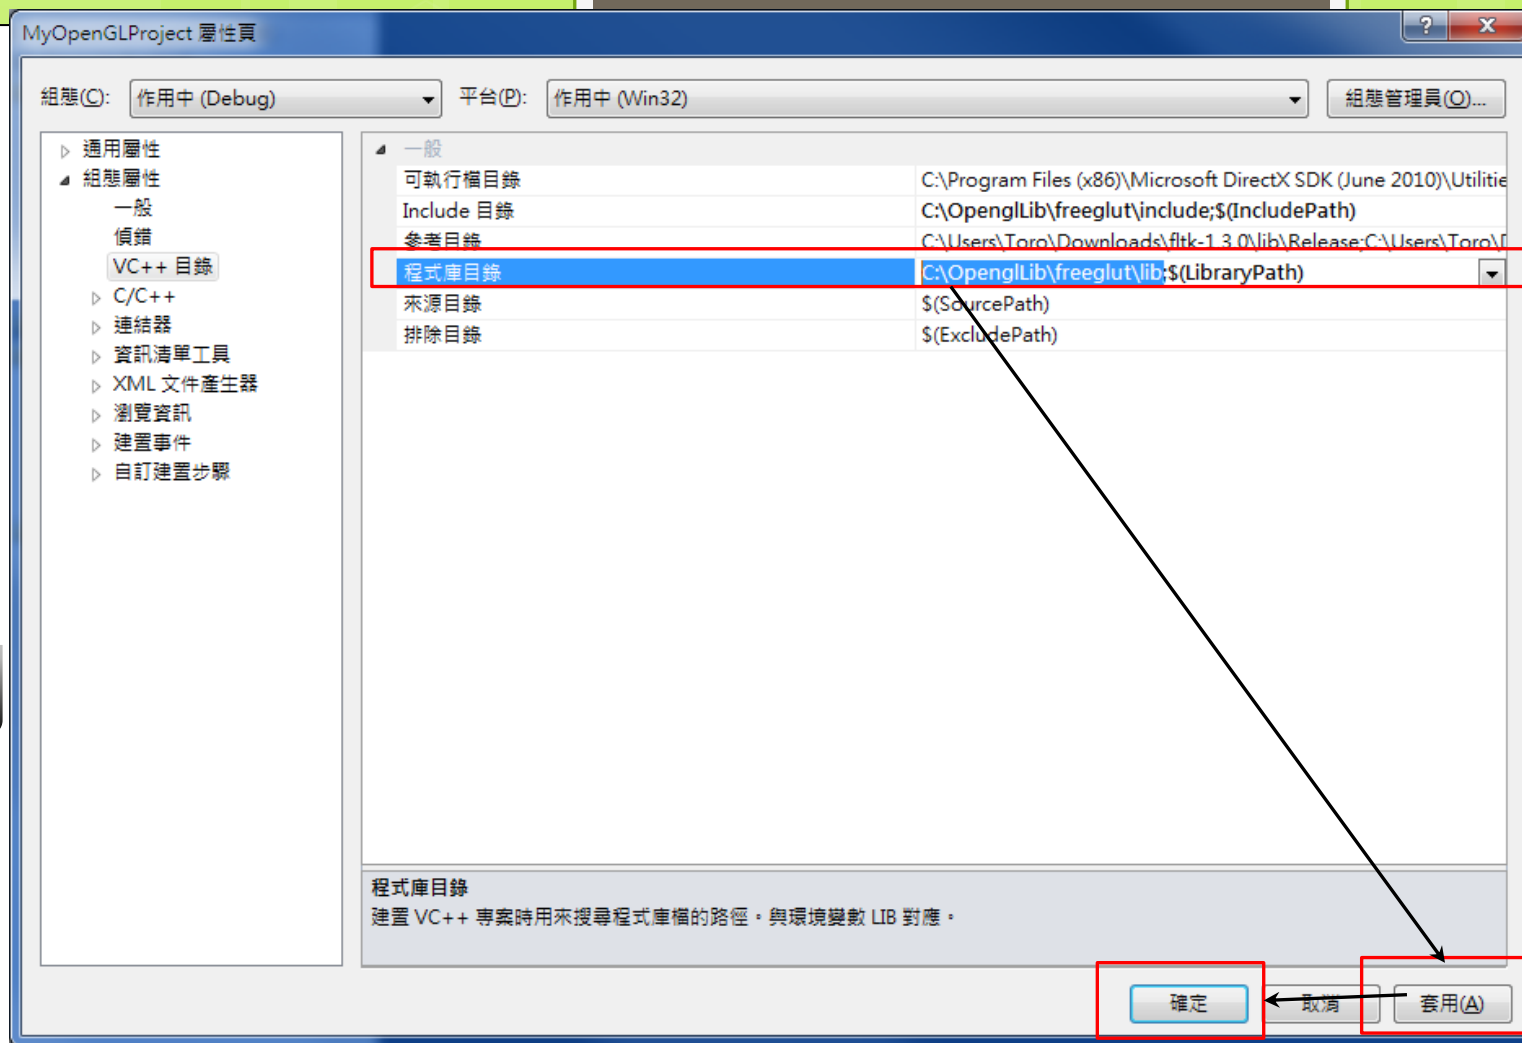 MyOpenGLProject 屬性頁
組態(C): 作用中 (Debug) 平台(P): 作用中 (Win32) 組態管理員(O)...
通用屬性
組態屬性
一般
偵錯
VC++ 目錄
C/C++
連結器
資訊清單工具
XML 文件產生器
瀏覽資訊
建置事件
自訂建置步驟
一般
可執行檔目錄 C:\Program Files (x86)\Microsoft DirectX SDK (June 2010)\Utilitie
Include 目錄 C:\OpenglLib\freeglut\include;$(IncludePath)
參考目錄 C:\Users\Toro\Downloads\fltk-1.3.0\lib\Release;C:\Users\Toro\
程式庫目錄 C:\OpenglLib\freeglut\lib;$(LibraryPath)
來源目錄 $(SourcePath)
排除目錄 $(ExcludePath)
程式庫目錄
建置 VC++ 專案時用來搜尋程式庫檔的路徑。與環境變數 LIB 對應。
確定 取消 套用(A)